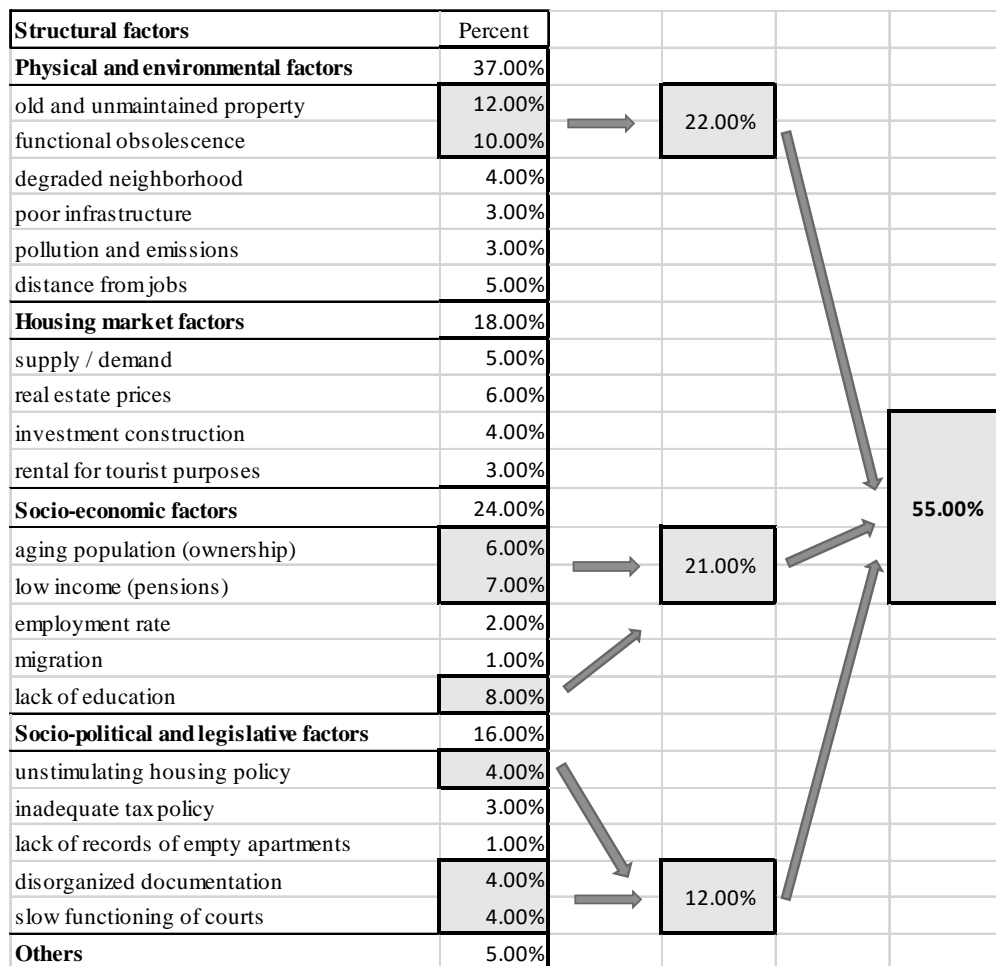 Structural factors Percent
Physical and environmental factors 37.00%
old and unmaintained property 12.00%
22.00%
functional obsolescence 10.00%
degraded neighborhood 4.00%
poor infrastructure 3.00%
pollution and emissions 3.00%
distance from jobs 5.00%
Housing market factors 18.00%
supply / demand 5.00%
real estate prices 6.00%
investment construction 4.00%
rental for tourist purposes 3.00%
Socio-economic factors 24.00% 55.00%
aging population (ownership) 6.00%
21.00%
low income (pensions) 7.00%
employment rate 2.00%
migration 1.00%
lack of education 8.00%
Socio-political and legislative factors 16.00%
unstimulating housing policy 4.00%
inadequate tax policy 3.00%
lack of records of empty apartments 1.00%
disorganized documentation 4.00%
12.00%
slow functioning of courts 4.00%
Others 5.00%